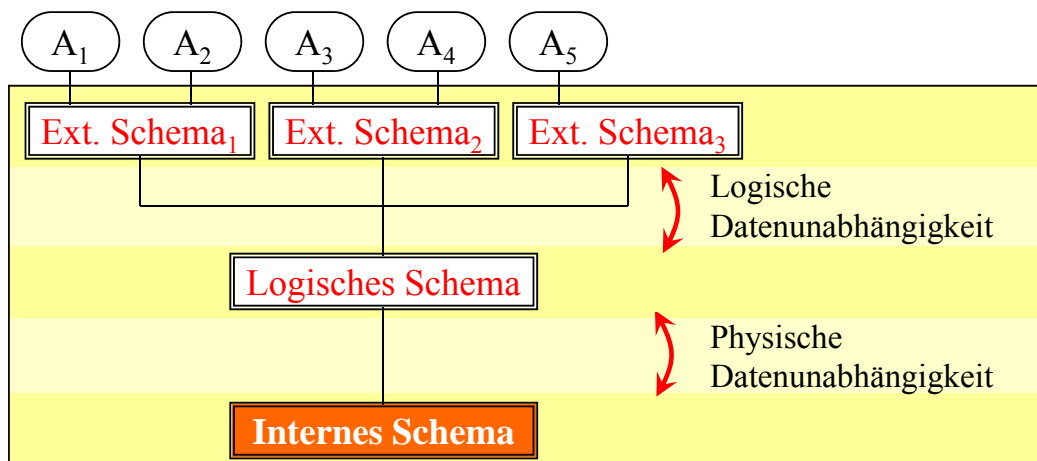 A₁ A₂ A₃ A₄ A₅
Ext. Schema₁ Ext. Schema₂ Ext. Schema₃
Logische
Datenunabhängigkeit
Logisches Schema
Physische
Datenunabhängigkeit
Internes Schema